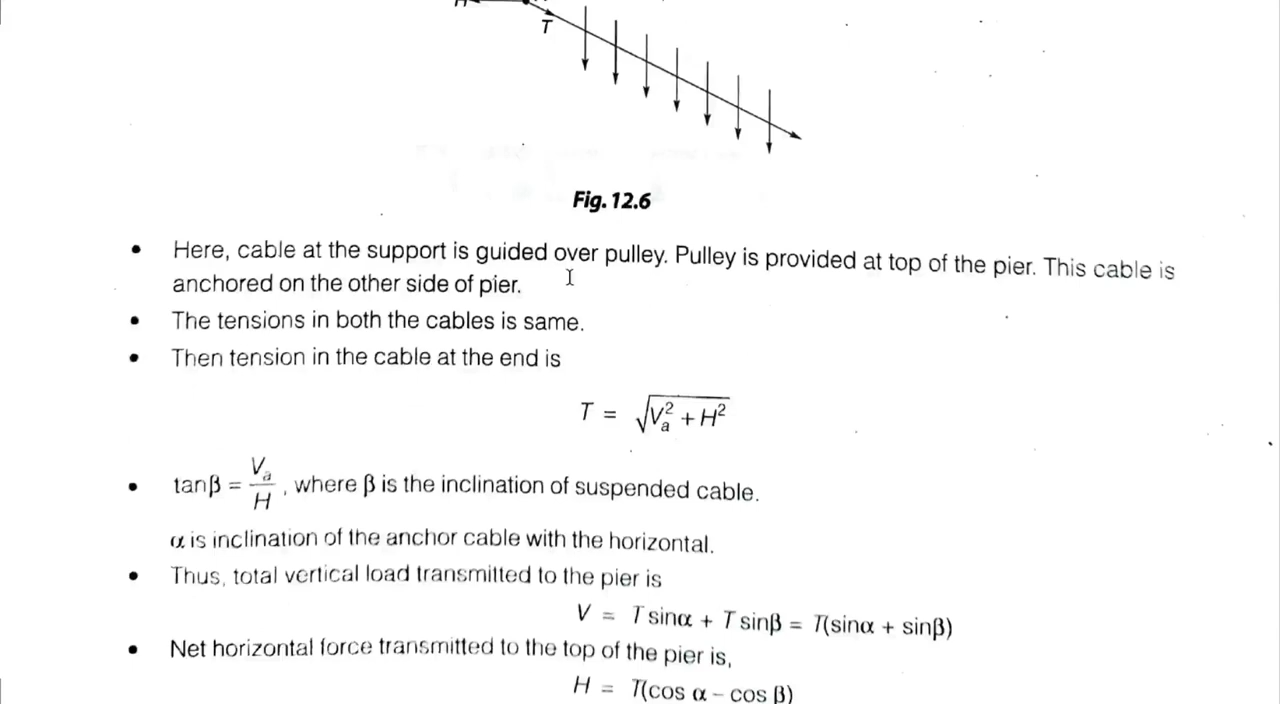 H
T
Fig. 12.6
• Here, cable at the support is guided over pulley. Pulley is provided at top of the pier. This cable is
anchored on the other side of pier.
• The tensions in both the cables is same.
• Then tension in the cable at the end is
T = √(V_a² + H²)
• tanβ = V_a/H, where β is the inclination of suspended cable.
α is inclination of the anchor cable with the horizontal.
• Thus, total vertical load transmitted to the pier is
V = T sinα + T sinβ = T(sinα + sinβ)
• Net horizontal force transmitted to the top of the pier is,
H = T(cos α – cos β)